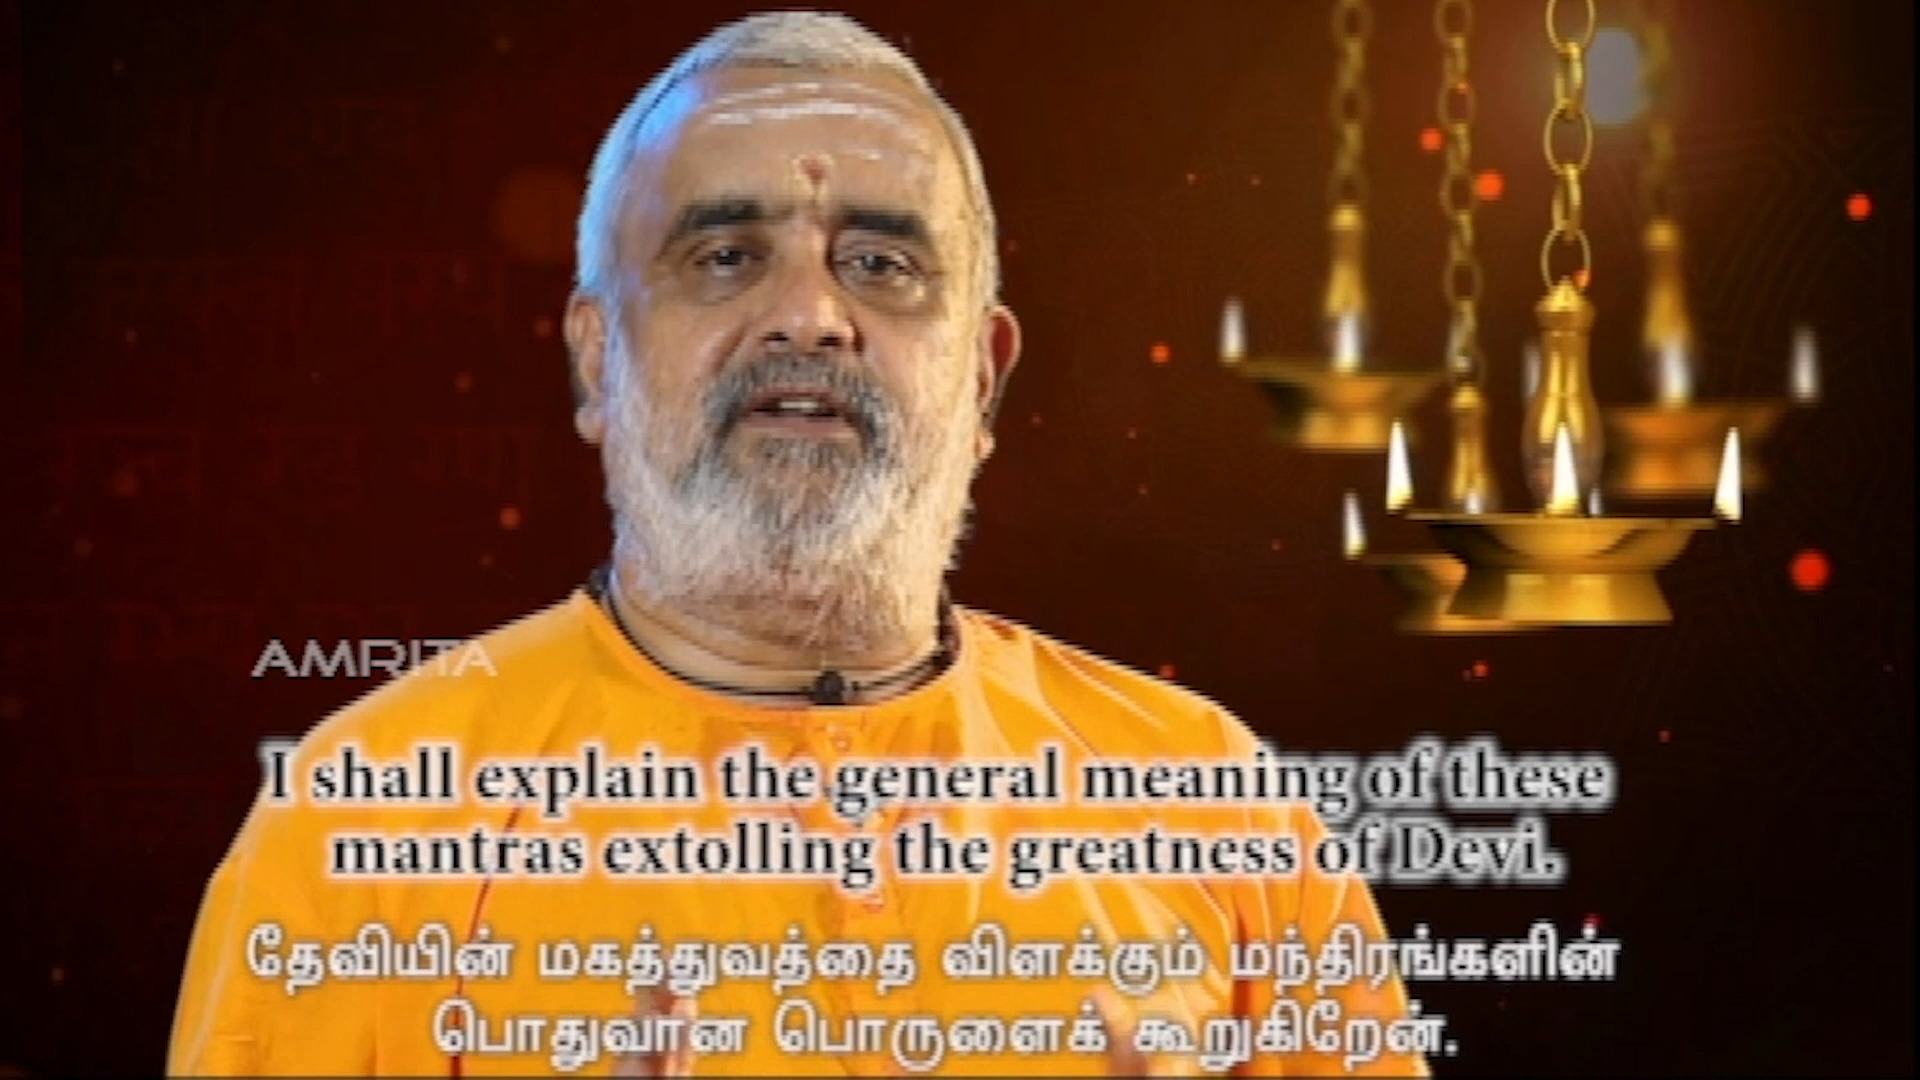 AMRITA
I shall explain the general meaning of these
mantras extolling the greatness of Devi.
தேவியின் மகத்துவத்தை விளக்கும் மந்திரங்களின்
பொதுவான பொருளைக் கூறுகிறேன்.